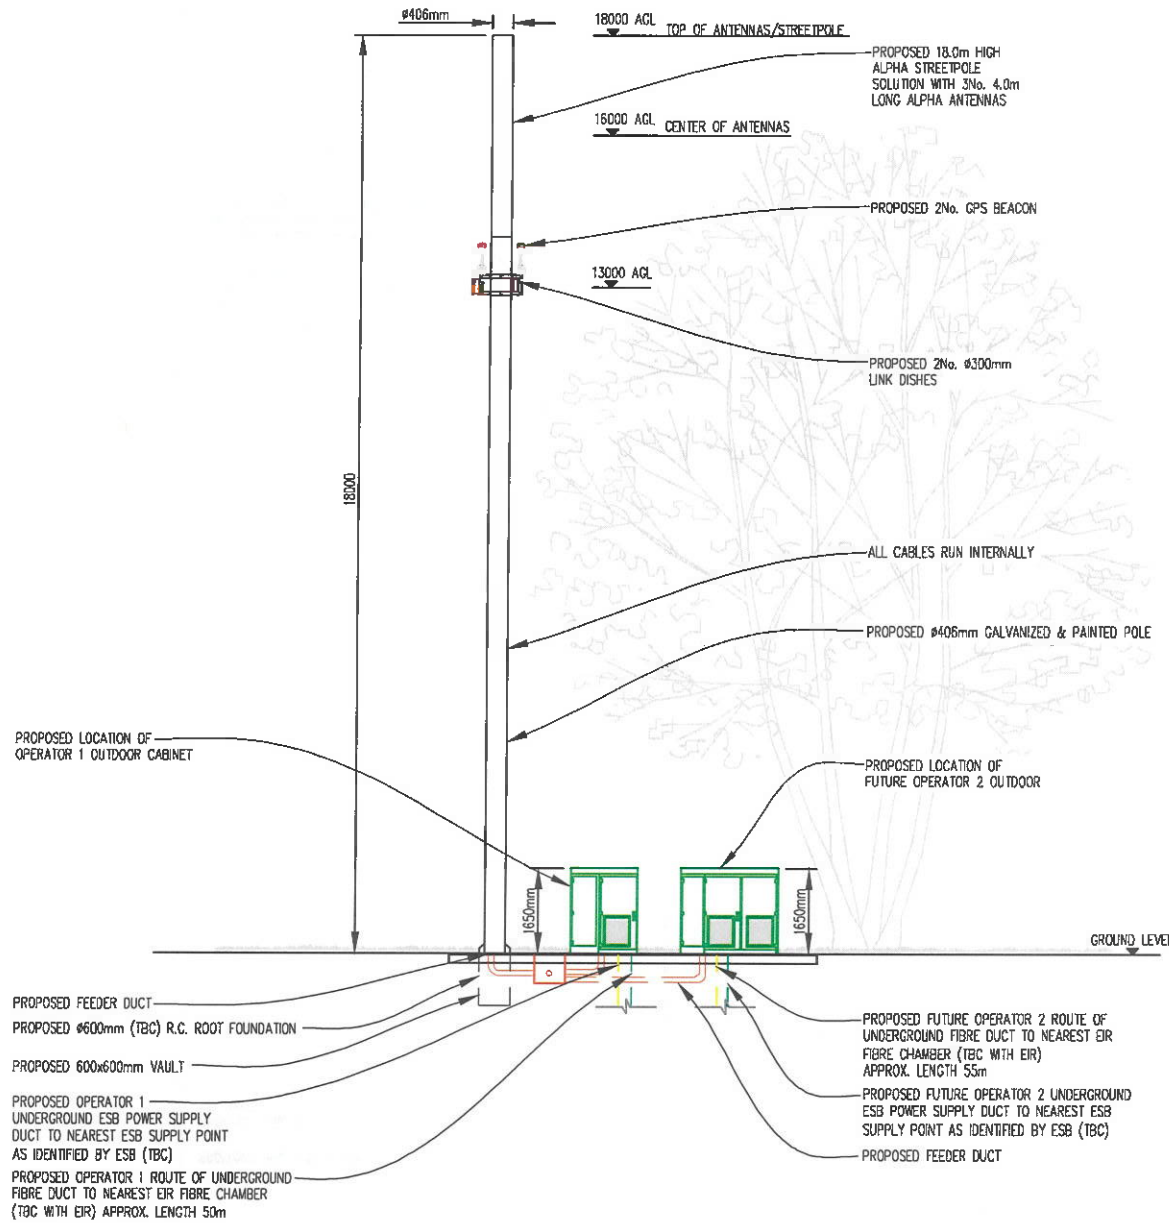 ø406mm
18000 AGL
TOP OF ANTENNAS/STREETPOLE
PROPOSED 18.0m HIGH
ALPHA STREETPOLE
SOLUTION WITH 3No. 4.0m
LONG ALPHA ANTENNAS
16000 AGL
CENTER OF ANTENNAS
PROPOSED 2No. GPS BEACON
13000 AGL
PROPOSED 2No. ø300mm
LINK DISHES
18000
ALL CABLES RUN INTERNALLY
PROPOSED ø406mm GALVANIZED & PAINTED POLE
PROPOSED LOCATION OF
OPERATOR 1 OUTDOOR CABINET
PROPOSED LOCATION OF
FUTURE OPERATOR 2 OUTDOOR
1650mm
1650mm
GROUND LEVEL
PROPOSED FEEDER DUCT
PROPOSED ø600mm (TBC) R.C. ROOT FOUNDATION
PROPOSED 600x600mm VAULT
PROPOSED OPERATOR 1
UNDERGROUND ESB POWER SUPPLY
DUCT TO NEAREST ESB SUPPLY POINT
AS IDENTIFIED BY ESB (TBC)
PROPOSED OPERATOR 1 ROUTE OF UNDERGROUND
FIBRE DUCT TO NEAREST EIR FIBRE CHAMBER
(TBC WITH EIR) APPROX. LENGTH 50m
PROPOSED FUTURE OPERATOR 2 ROUTE OF
UNDERGROUND FIBRE DUCT TO NEAREST EIR
FIBRE CHAMBER (TBC WITH EIR)
APPROX. LENGTH 55m
PROPOSED FUTURE OPERATOR 2 UNDERGROUND
ESB POWER SUPPLY DUCT TO NEAREST ESB
SUPPLY POINT AS IDENTIFIED BY ESB (TBC)
PROPOSED FEEDER DUCT